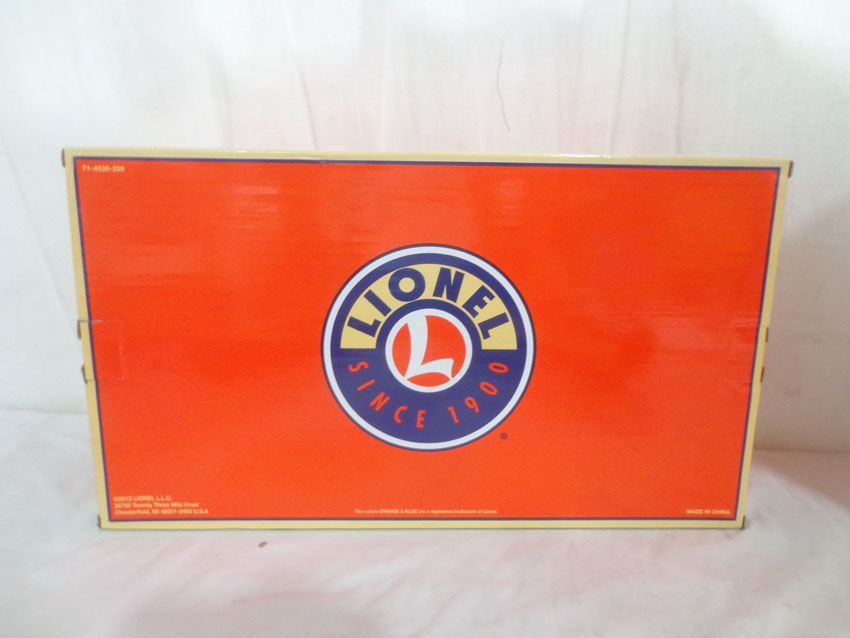 71-4536-250
LIONEL
L
SINCE 1900
®
©2012 LIONEL L.L.C.
26750 Twenty Three Mile Road
Chesterfield, MI 48051-2493 U.S.A
The colors ORANGE & BLUE are a registered trademark of Lionel.
MADE IN CHINA